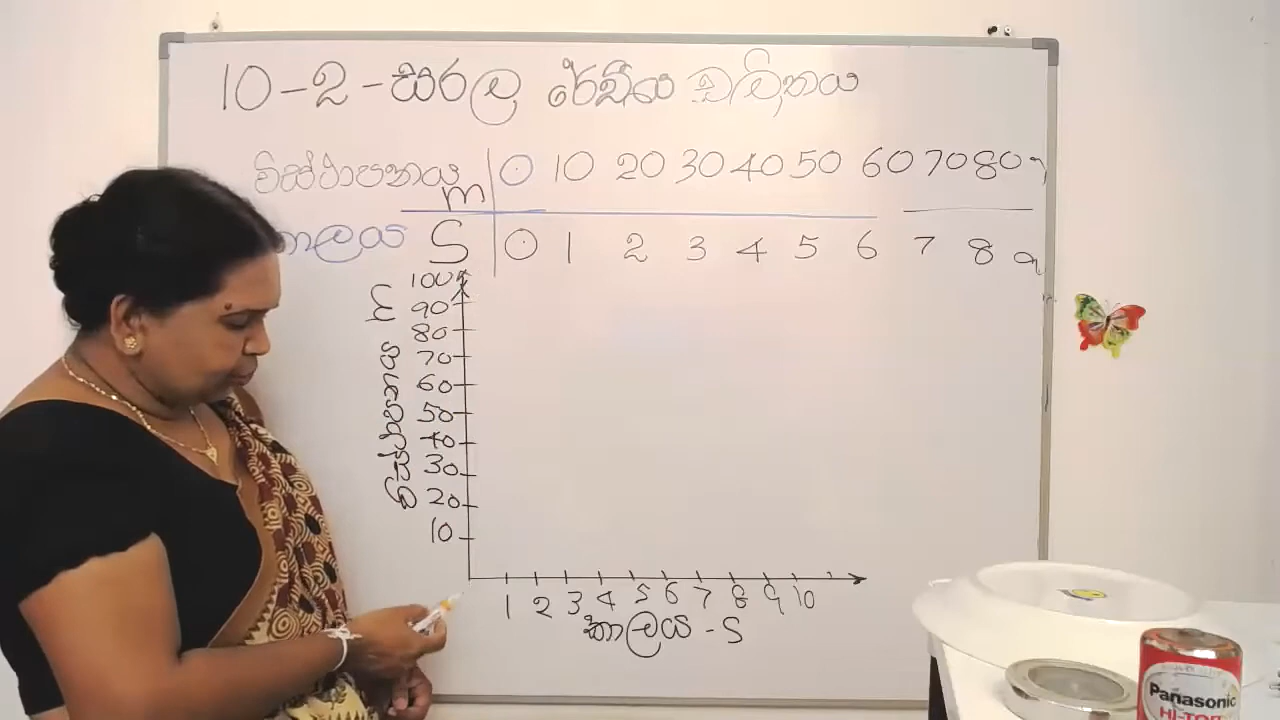 10-2-සරල රේඛීය චලිතය
විස්ථාපනය m 0 10 20 30 40 50 60 70 80 9
කාලය S 0 1 2 3 4 5 6 7 8 9
100
90
80
70
60
50
40
30
20
10
විස්ථාපනය
1 2 3 4 5 6 7 8 9 10
කාලය - S
Panasonic